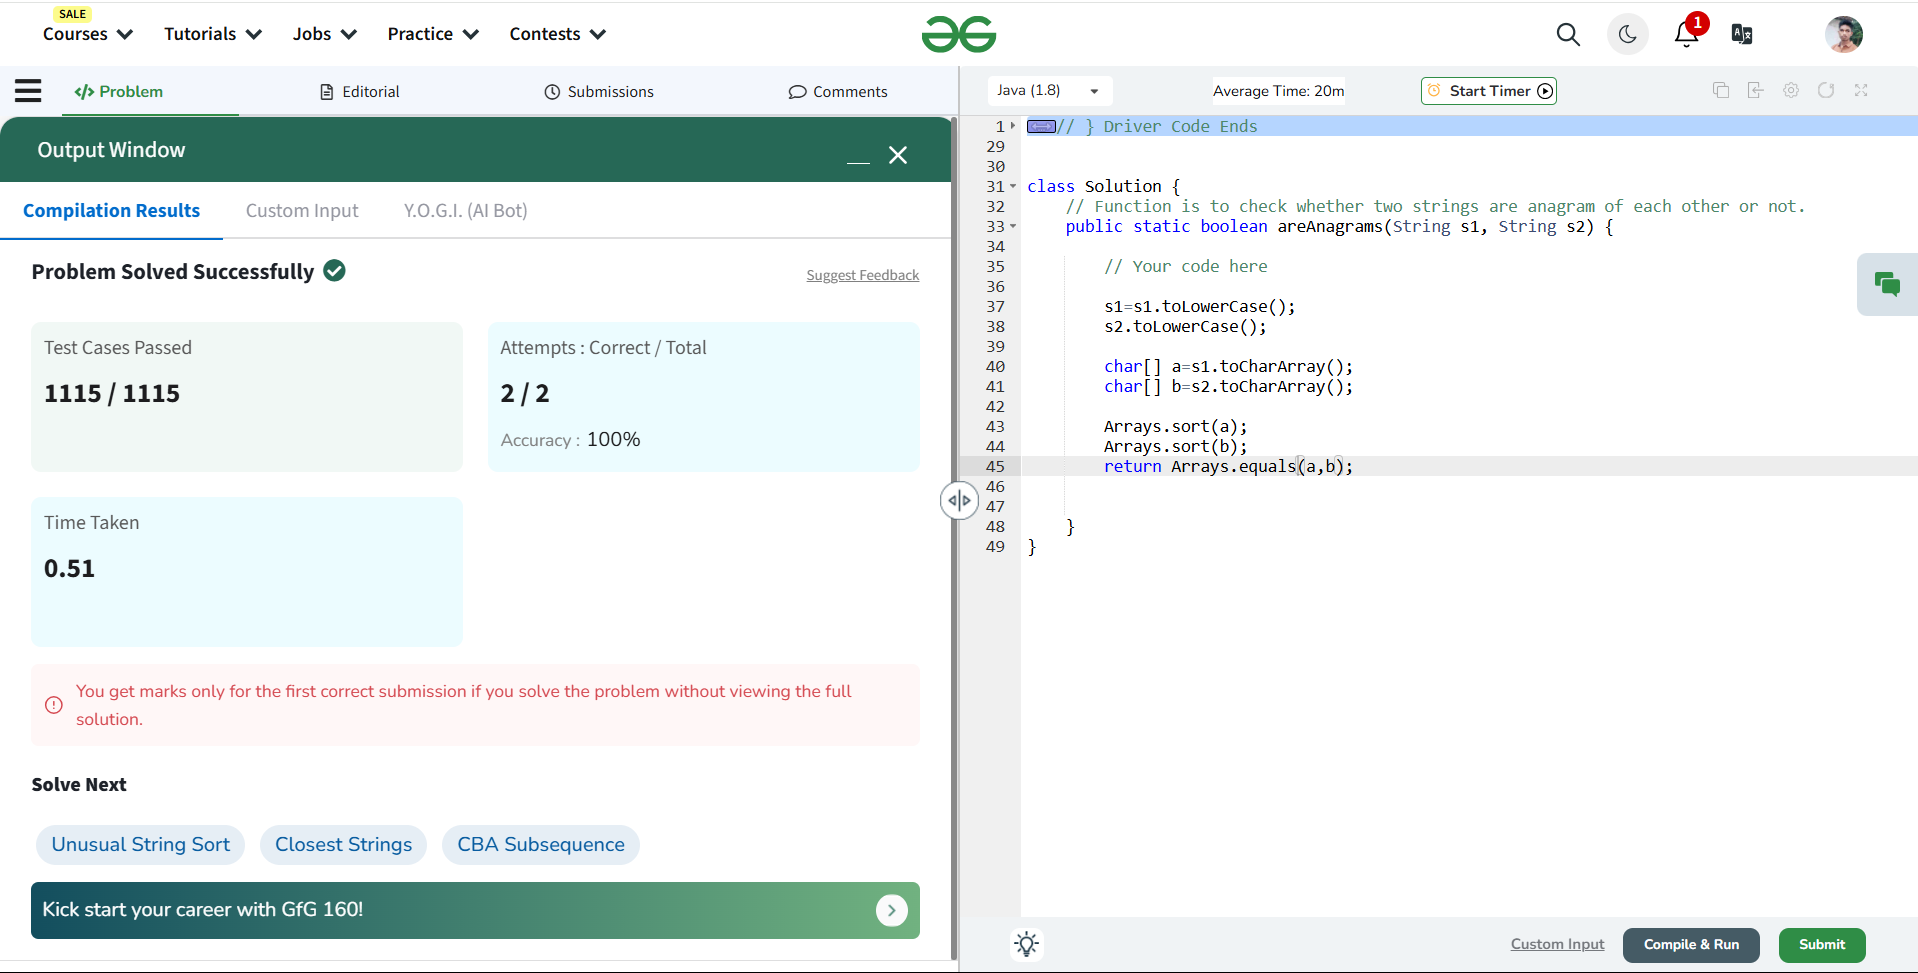 SALE
Courses
Tutorials
Jobs
Practice
Contests
1
Problem
Editorial
Submissions
Comments
Java (1.8)
Average Time: 20m
Start Timer
Output Window
Compilation Results
Custom Input
Y.O.G.I. (AI Bot)
Problem Solved Successfully
Suggest Feedback
Test Cases Passed
1115 / 1115
Attempts : Correct / Total
2 / 2
Accuracy : 100%
Time Taken
0.51
You get marks only for the first correct submission if you solve the problem without viewing the full
solution.
Solve Next
Unusual String Sort
Closest Strings
CBA Subsequence
Kick start your career with GfG 160!
1 // } Driver Code Ends
29
30
31 class Solution {
32 // Function is to check whether two strings are anagram of each other or not.
33 public static boolean areAnagrams(String s1, String s2) {
34
35 // Your code here
36
37 s1=s1.toLowerCase();
38 s2.toLowerCase();
39
40 char[] a=s1.toCharArray();
41 char[] b=s2.toCharArray();
42
43 Arrays.sort(a);
44 Arrays.sort(b);
45 return Arrays.equals(a,b);
46
47
48 }
49 }
Custom Input
Compile & Run
Submit